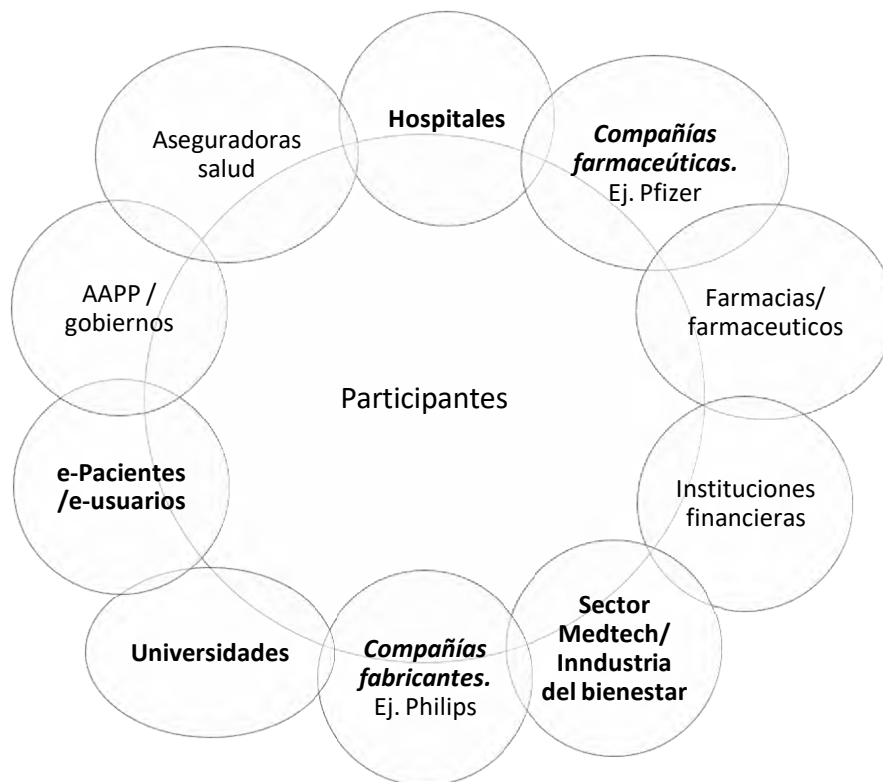 Hospitales
Compañías
farmaceúticas.
Ej. Pfizer
Farmacias/
farmaceuticos
Instituciones
financieras
Sector
Medtech/
Inndustria
del bienestar
Compañías
fabricantes.
Ej. Philips
Universidades
e-Pacientes
/e-usuarios
AAPP /
gobiernos
Aseguradoras
salud
Participantes